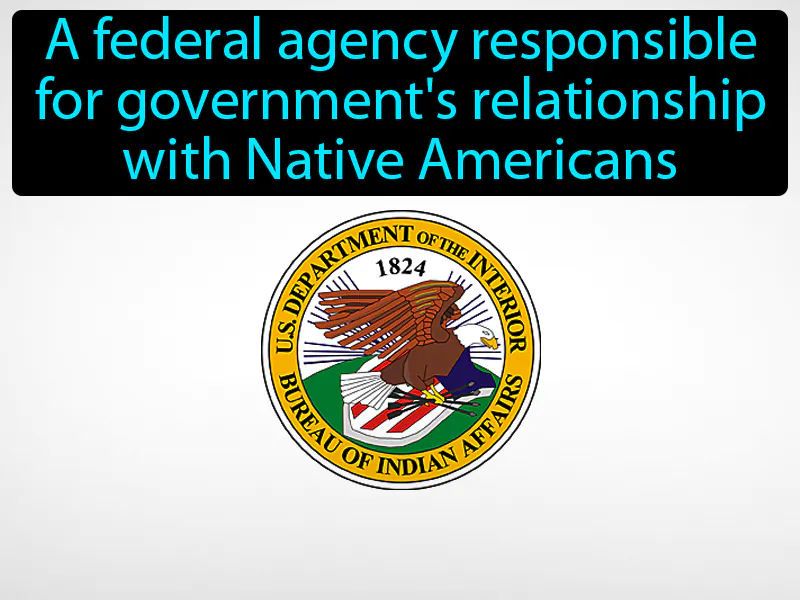 A federal agency responsible
for government's relationship
with Native Americans
U.S. DEPARTMENT OF THE INTERIOR
1824
BUREAU OF INDIAN AFFAIRS